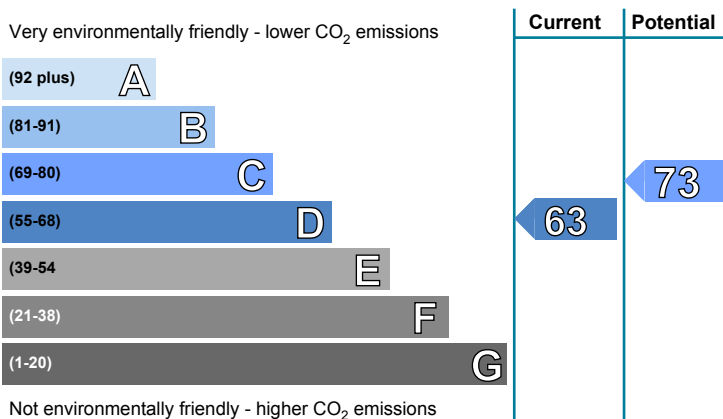 Very environmentally friendly - lower CO2 emissions
Current
Potential
(92 plus) A
(81-91) B
(69-80) C
73
(55-68) D
63
(39-54 E
(21-38) F
(1-20) G
Not environmentally friendly - higher CO2 emissions